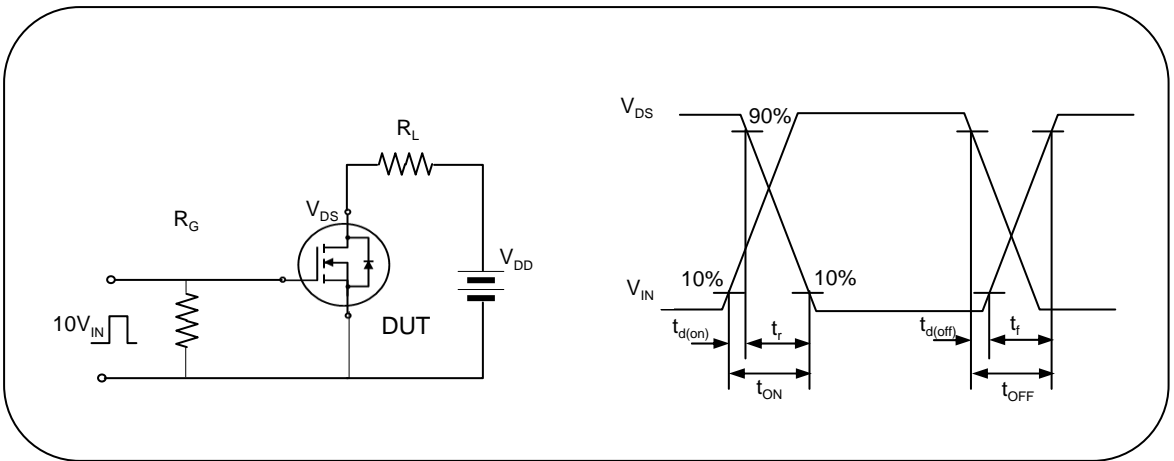 R_L
R_G
V_DS
V_DD
10V_IN
DUT
V_DS
90%
V_IN
10%
10%
t_d(on)
t_r
t_d(off)
t_f
t_ON
t_OFF